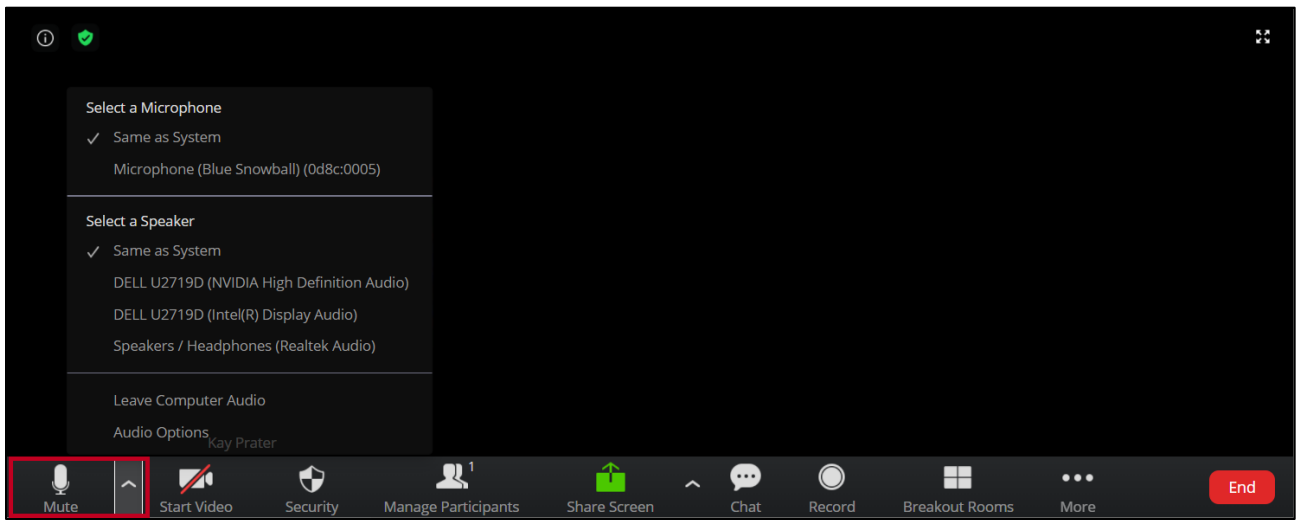 Select a Microphone
✓ Same as System
Microphone (Blue Snowball) (0d8c:0005)
Select a Speaker
✓ Same as System
DELL U2719D (NVIDIA High Definition Audio)
DELL U2719D (Intel(R) Display Audio)
Speakers / Headphones (Realtek Audio)
Leave Computer Audio
Audio Options
Kay Prater
1
Mute Start Video Security Manage Participants Share Screen Chat Record Breakout Rooms More End